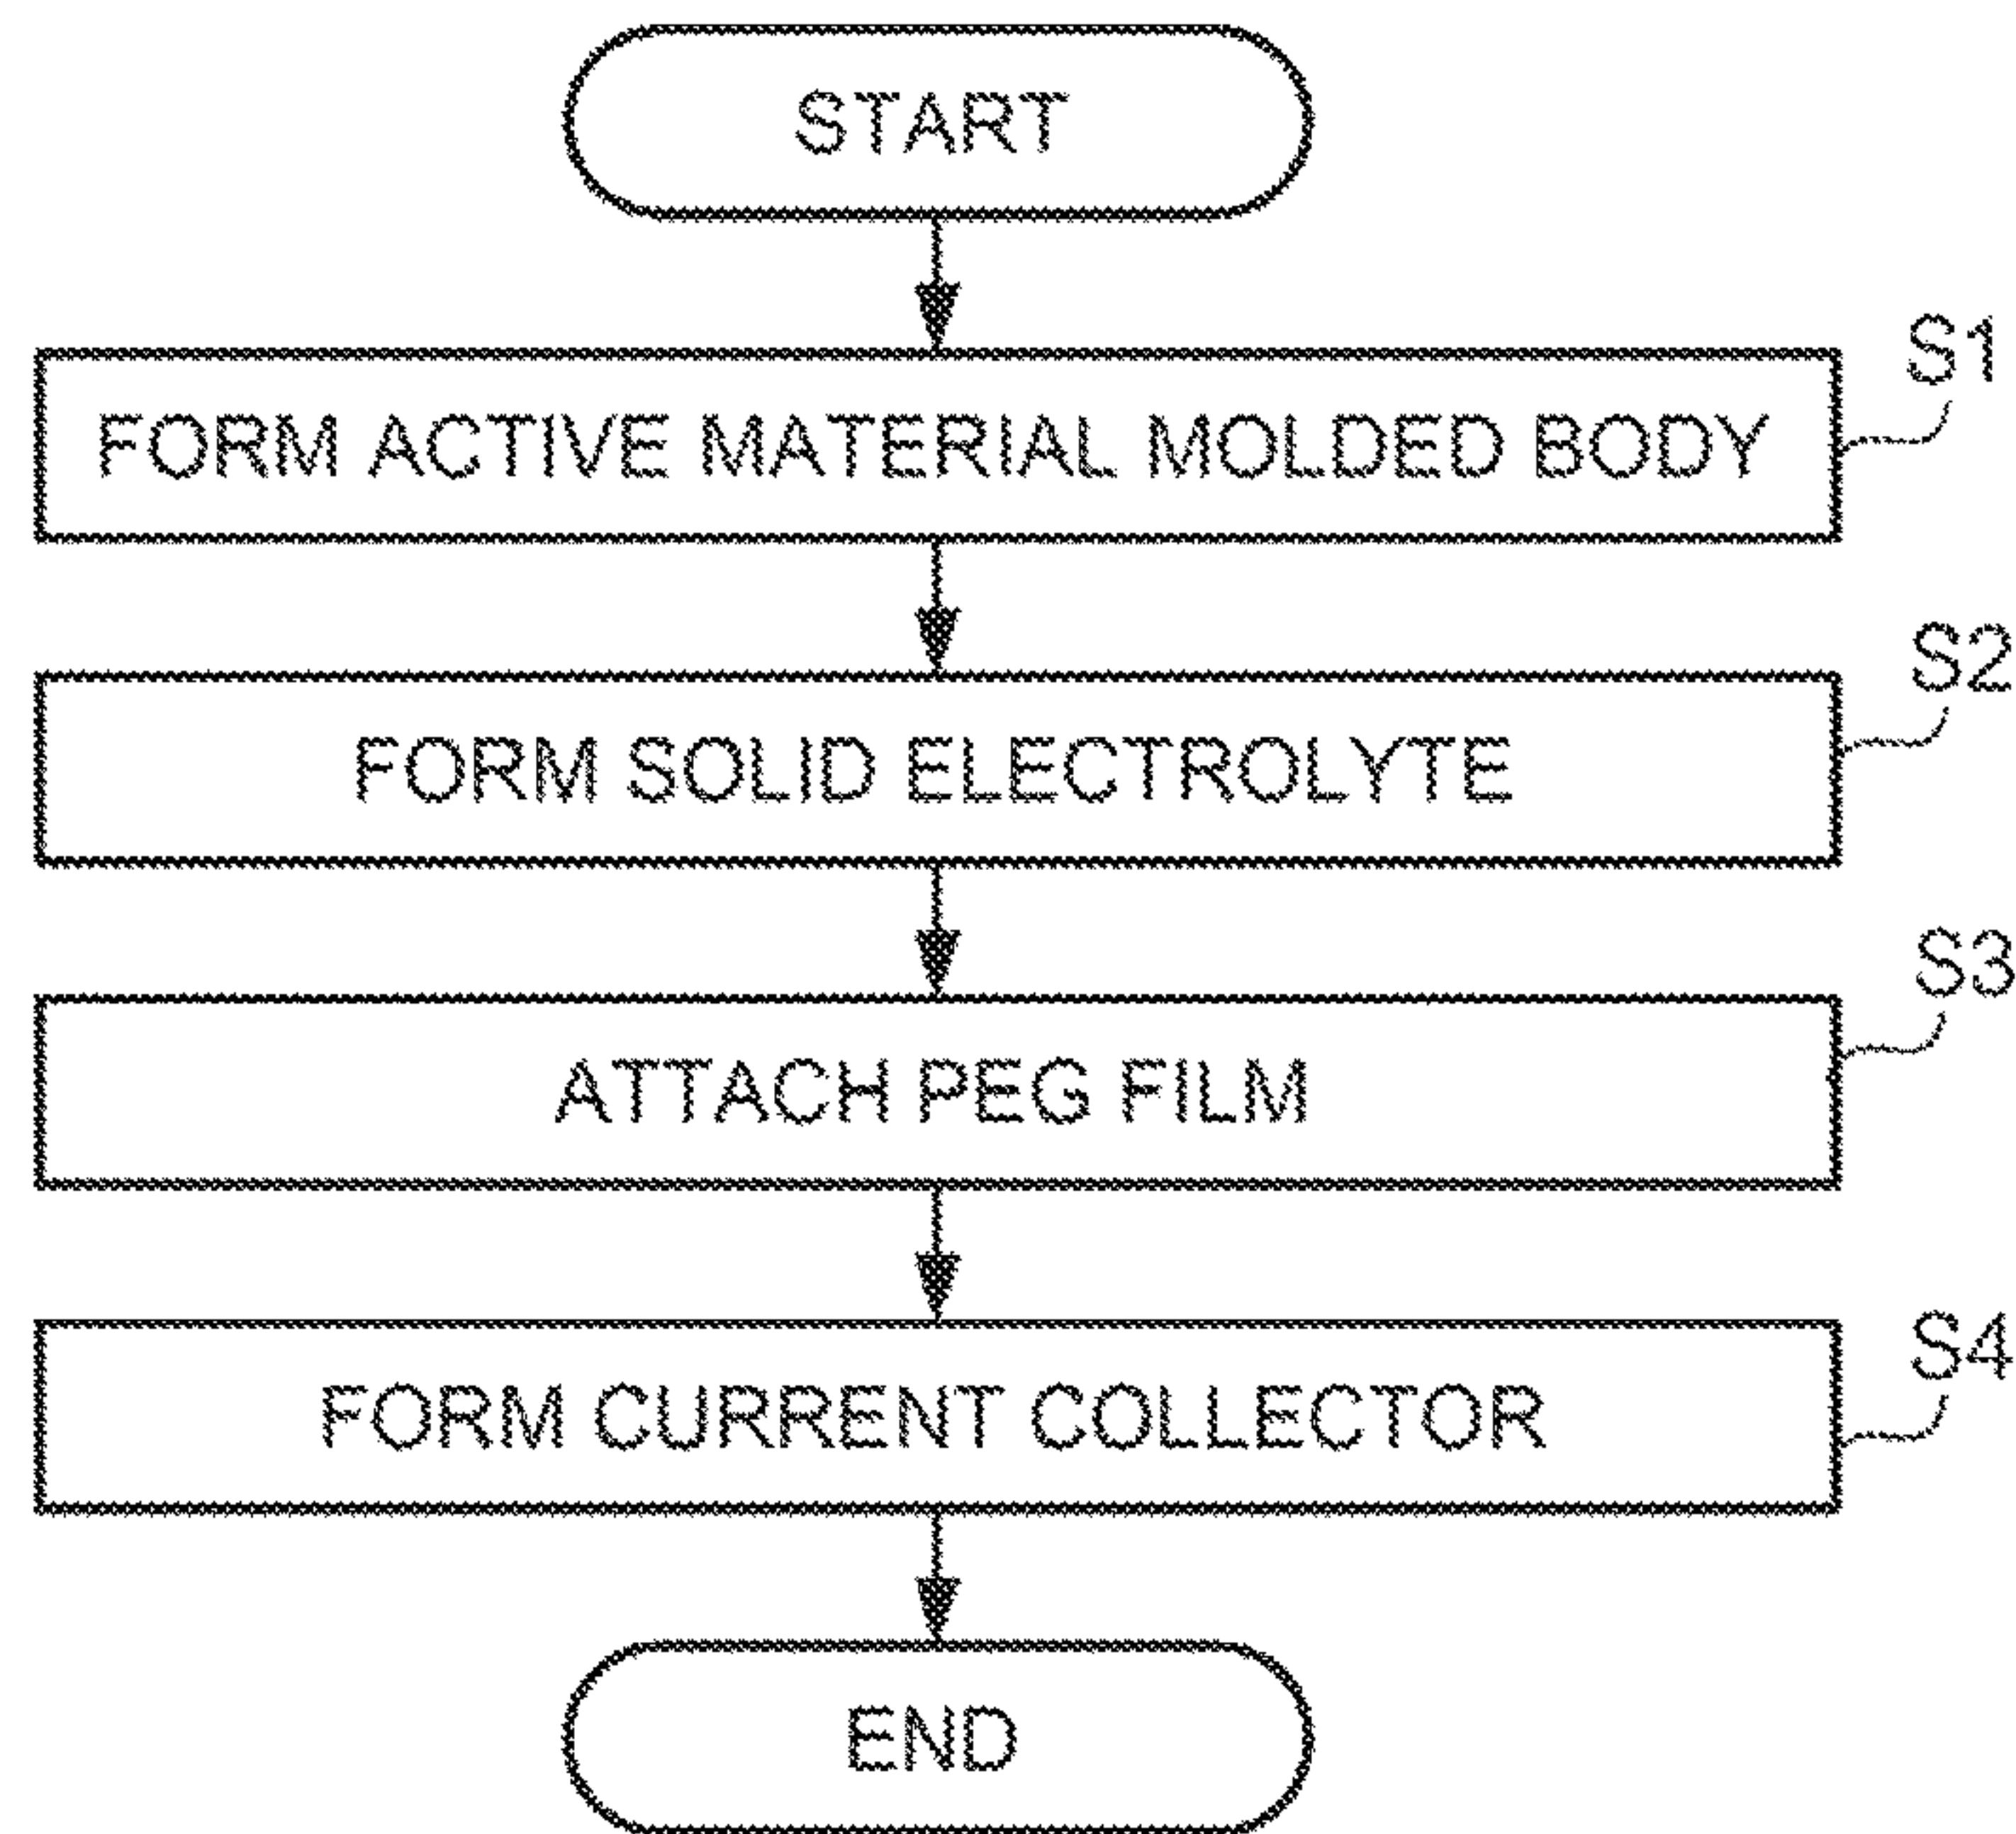 START
S1
FORM ACTIVE MATERIAL MOLDED BODY
S2
FORM SOLID ELECTROLYTE
S3
ATTACH PEG FILM
S4
FORM CURRENT COLLECTOR
END